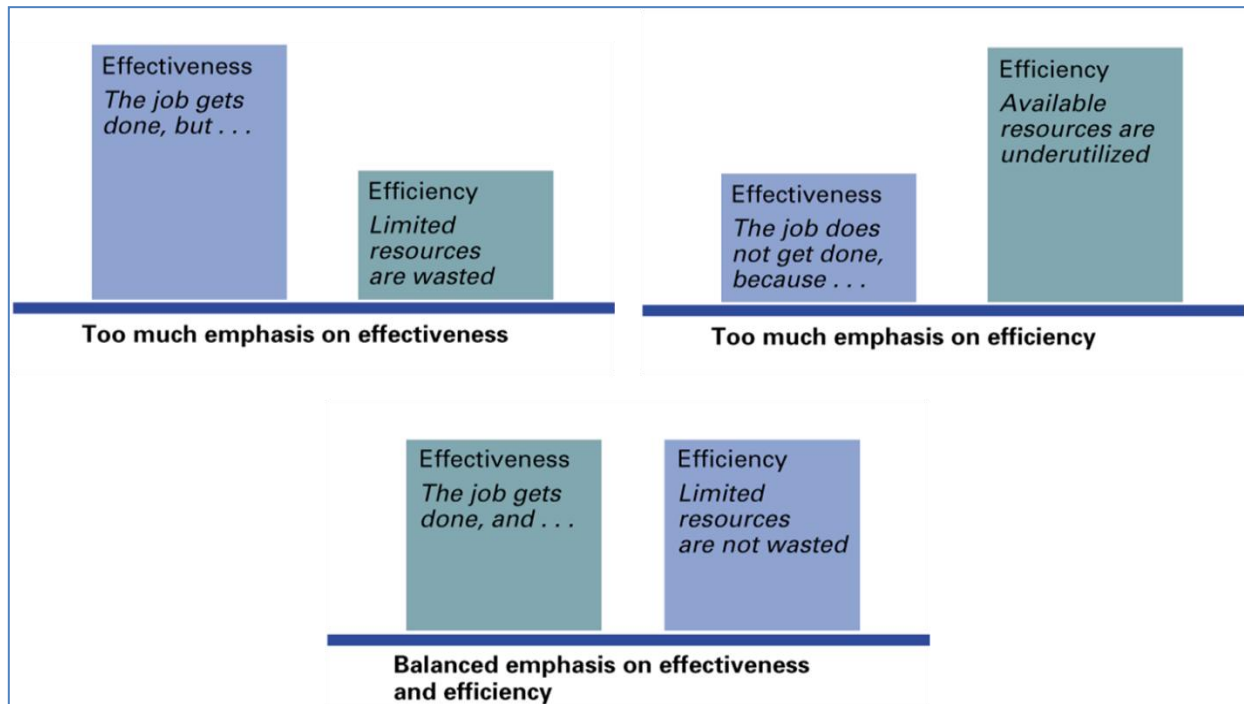 Effectiveness
The job gets
done, but . . .
Efficiency
Limited
resources
are wasted
Too much emphasis on effectiveness
Effectiveness
The job does
not get done,
because . . .
Efficiency
Available
resources are
underutilized
Too much emphasis on efficiency
Effectiveness
The job gets
done, and . . .
Efficiency
Limited
resources
are not wasted
Balanced emphasis on effectiveness
and efficiency